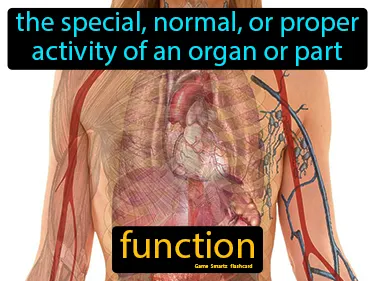 the special, normal, or proper
activity of an organ or part
function
Game Smartz flashcard